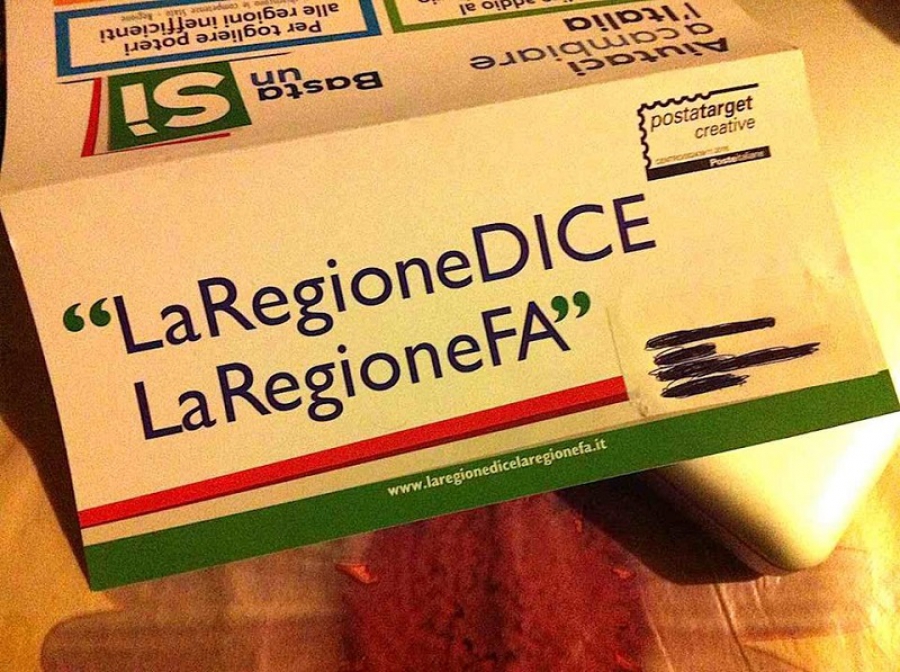 Aiutaci
a cambiare
l'Italia
Basta
un
Sì
Per togliere poteri
alle regioni inefficienti
postatarget
creative
Posteitaliane
“LaRegioneDICE
LaRegioneFA”
www.laregionedicelaregionefa.it